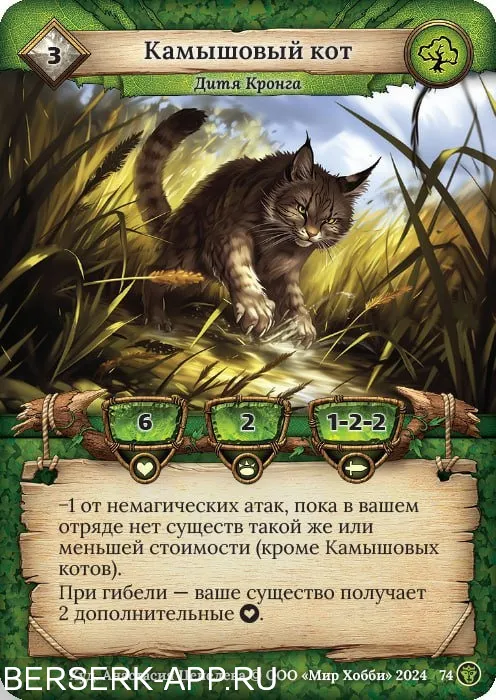 3
Камышовый кот
Дитя Кронга
6
2
1-2-2
−1 от немагических атак, пока в вашем
отряде нет существ такой же или
меньшей стоимости (кроме Камышовых
котов).
При гибели — ваше существо получает
2 дополнительные
ООО «Мир Хобби» 2024 74
BERSERK-APP.RU